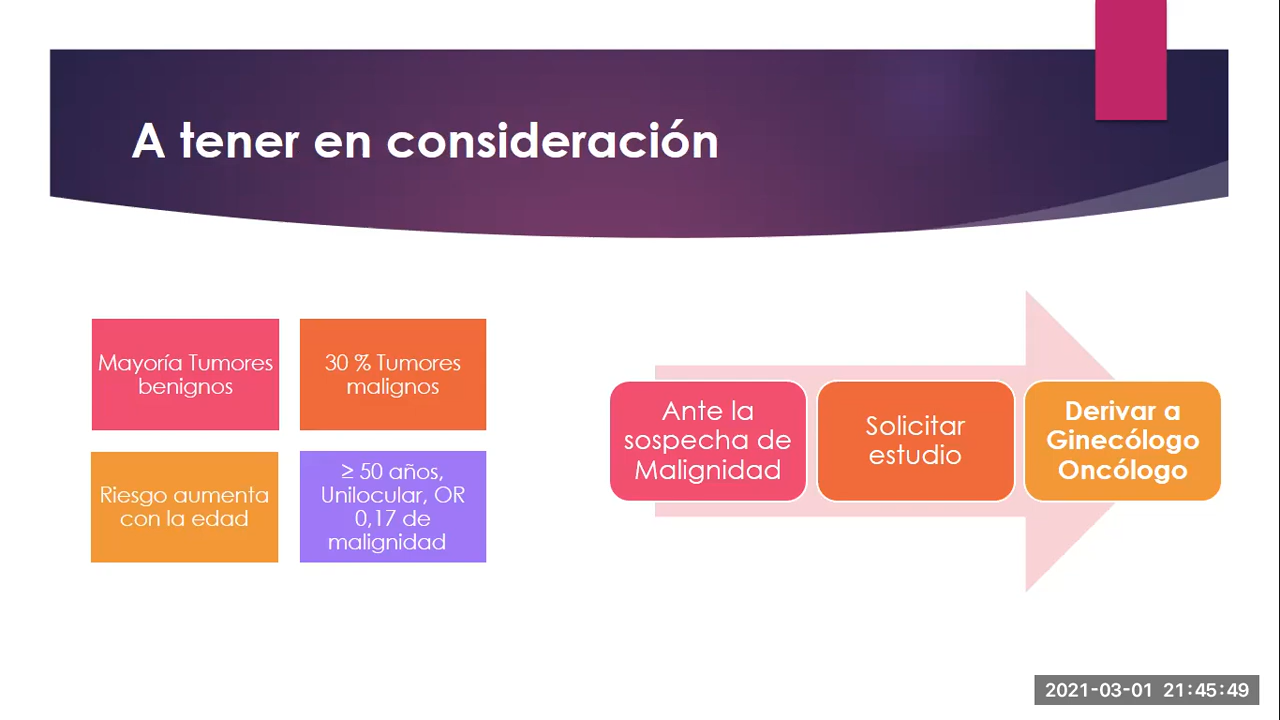 A tener en consideración
Mayoría Tumores
benignos
30 % Tumores
malignos
Riesgo aumenta
con la edad
≥ 50 años,
Unilocular, OR
0,17 de
malignidad
Ante la
sospecha de
Malignidad
Solicitar
estudio
Derivar a
Ginecólogo
Oncólogo
2021-03-01 21:45:49